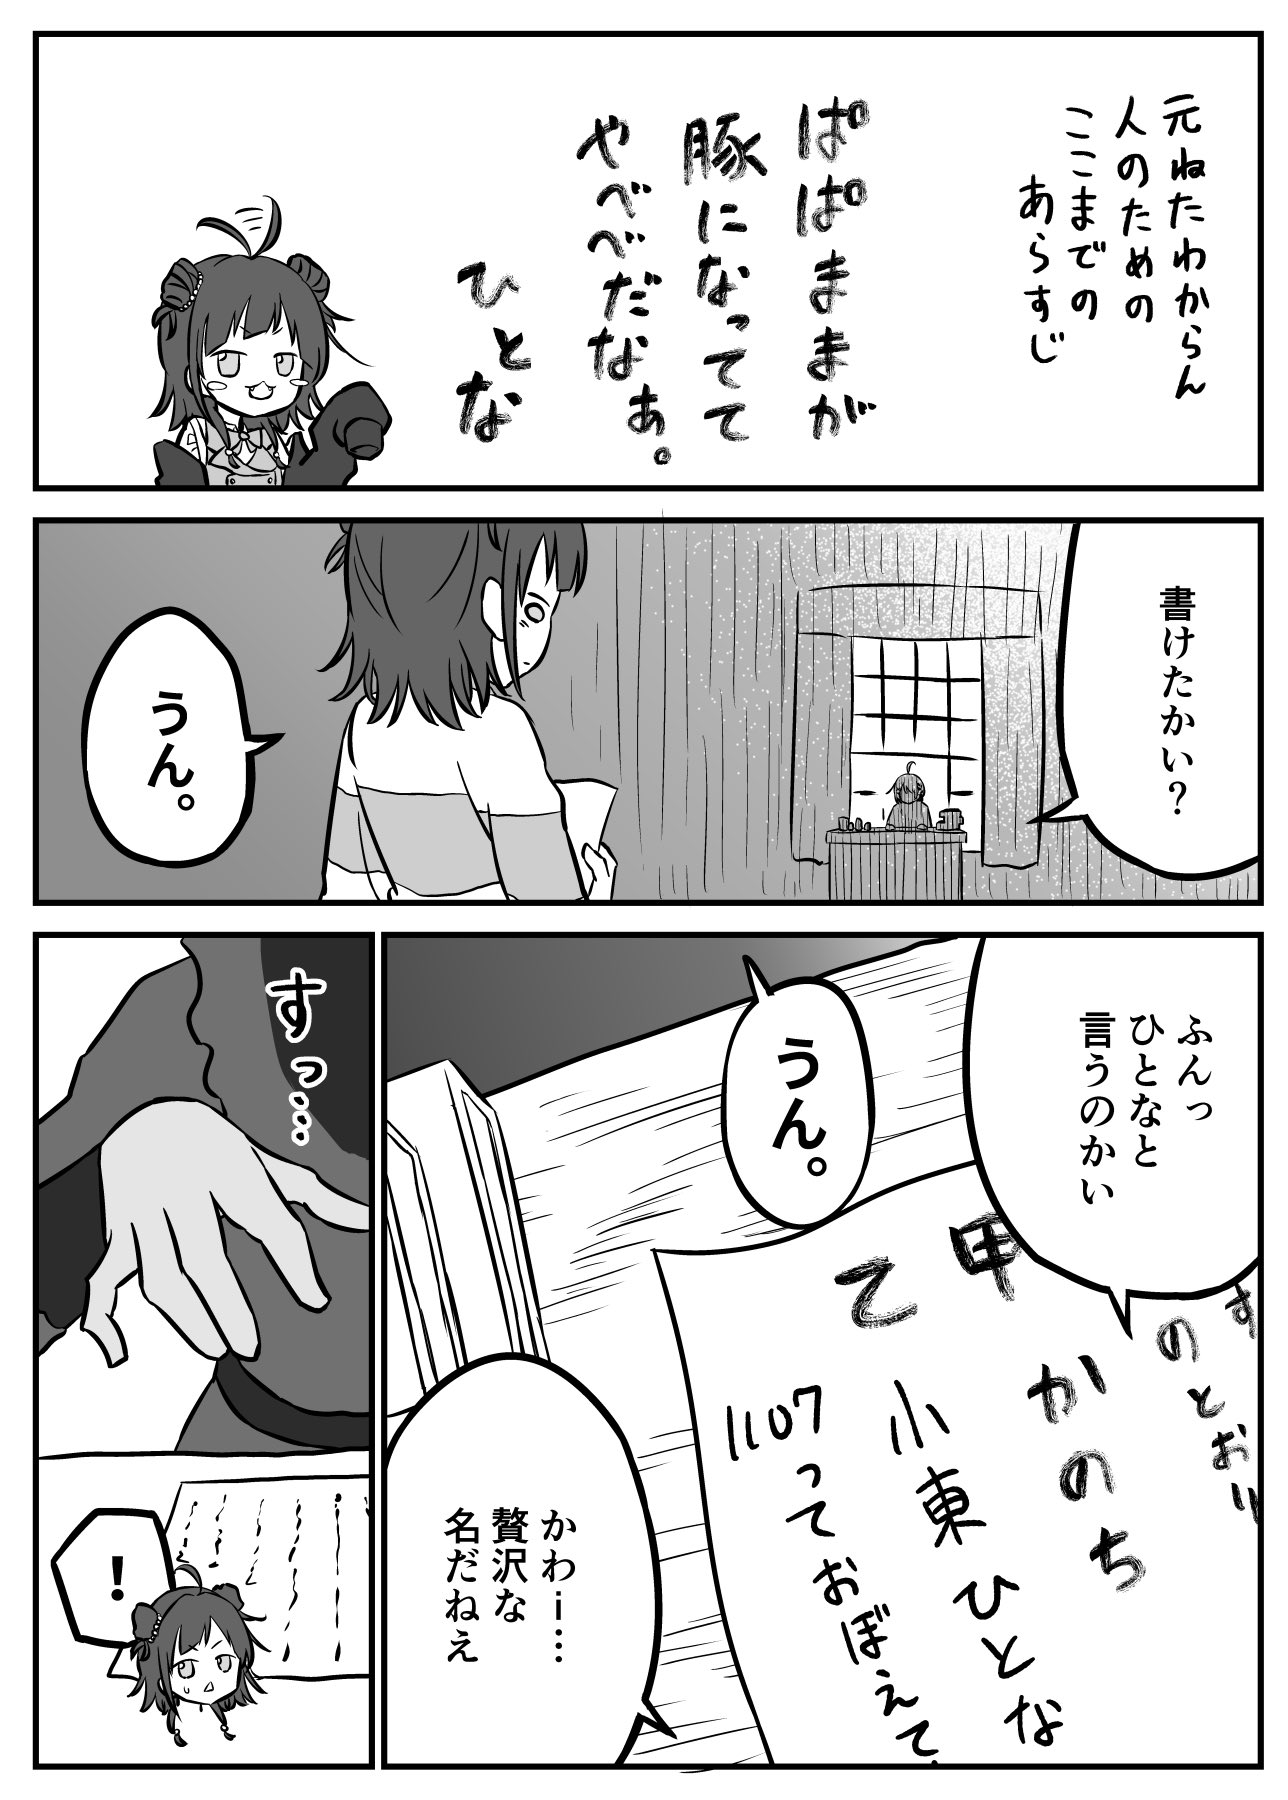 元ねたわからん
人のための
ここまでの
あらすじ
ぱぱままが
豚になってて
やべべだなぁ。
ひとな
書けたかい？
うん。
ふんっ
ひとなと
言うのかい
うん。
す
のとおり
甲 かのち
乙 小東ひとな
1107っておぼえて
かわi…
贅沢な
名だねえ
すっ…
！